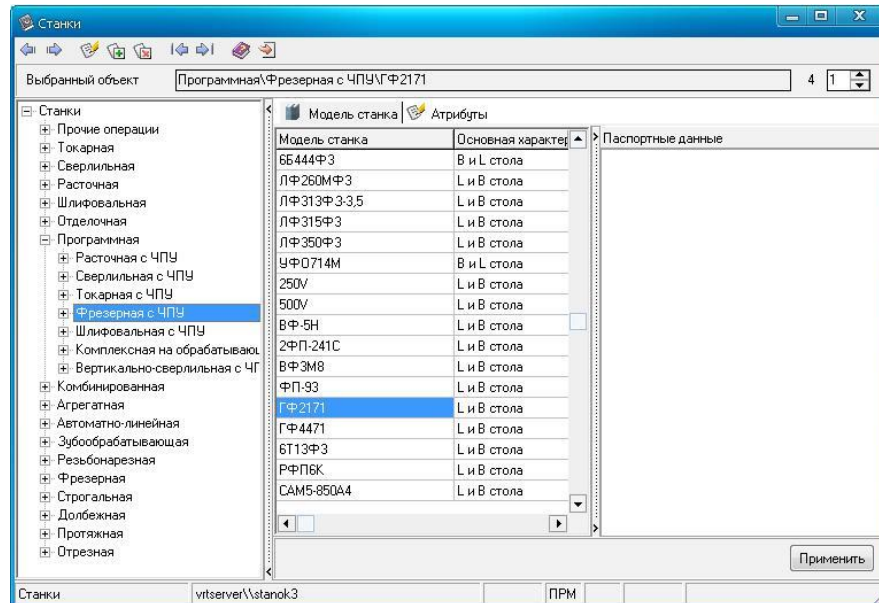 Станки
Выбранный объект Программная\Фрезерная с ЧПУ\ГФ2171 4 1
Станки
Прочие операции
Токарная
Сверлильная
Расточная
Шлифовальная
Отделочная
Программная
Расточная с ЧПУ
Сверлильная с ЧПУ
Токарная с ЧПУ
Фрезерная с ЧПУ
Шлифовальная с ЧПУ
Комплексная на обрабатываюц
Вертикально-сверлильная с ЧГ
Комбинированная
Агрегатная
Автоматно-линейная
Зубообрабатывающая
Резьбонарезная
Фрезерная
Строгальная
Долбежная
Протяжная
Отрезная
Модель станка Атрибуты
Модель станка Основная характер
6Б444Ф3 В и L стола
ЛФ260МФ3 L и В стола
ЛФ313Ф3-3,5 L и В стола
ЛФ315Ф3 L и В стола
ЛФ350Ф3 L и В стола
УФ0714М В и L стола
250V L и В стола
500V L и В стола
ВФ-5Н L и В стола
2ФП-241С L и В стола
ВФ3М8 L и В стола
ФП-93 L и В стола
ГФ2171 L и В стола
ГФ4471 L и В стола
6Т13Ф3 L и В стола
РФП6К L и В стола
САМ5-850А4 L и В стола
Паспортные данные
Применить
Станки vrtserver\\stanok3 ПРМ